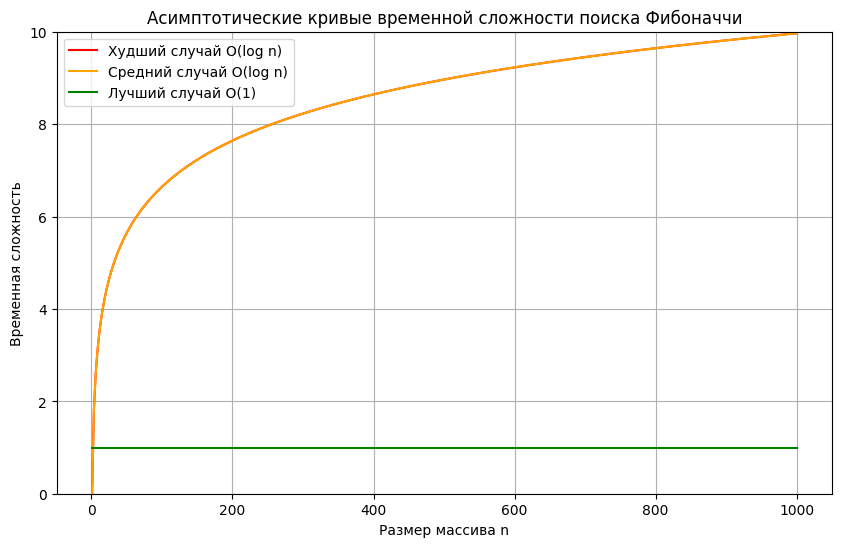 Асимптотические кривые временной сложности поиска Фибоначчи
Худший случай O(log n)
Средний случай O(log n)
Лучший случай O(1)
Временная сложность
10
8
6
4
2
0
0 200 400 600 800 1000
Размер массива n